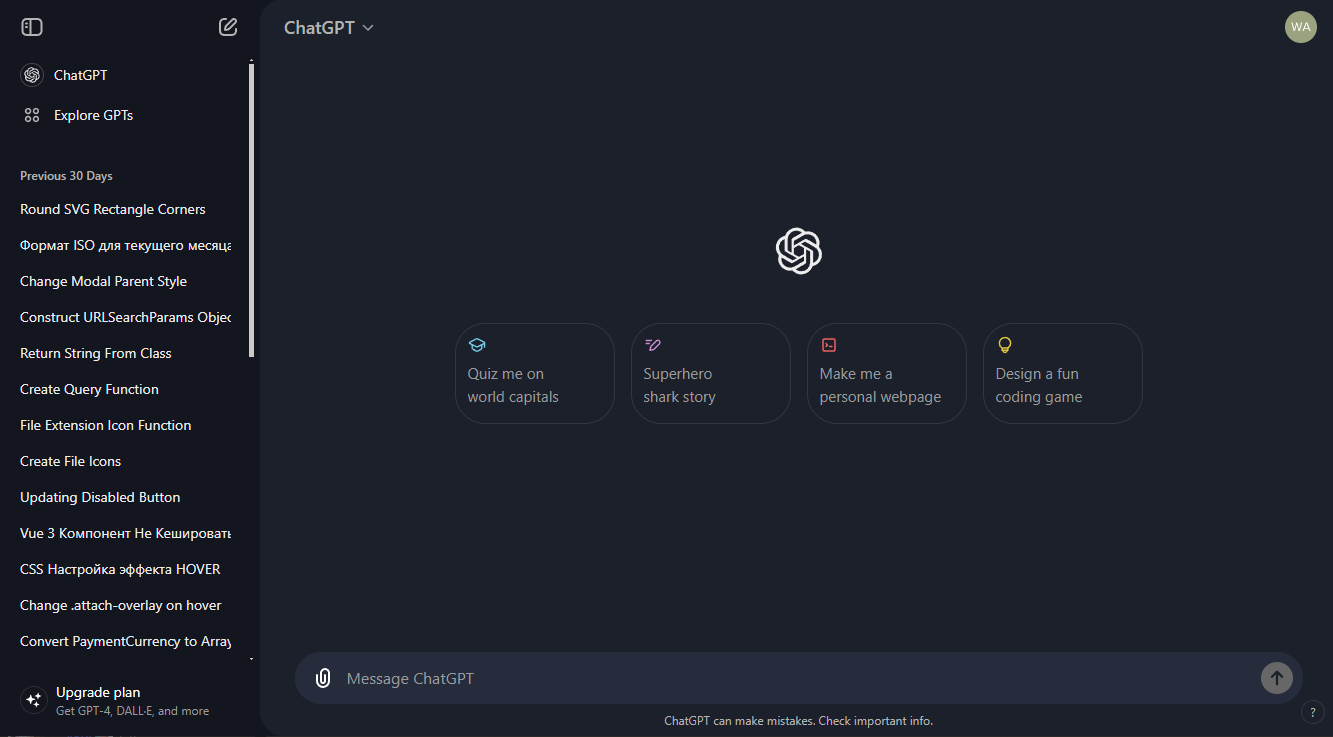 ChatGPT
WA
ChatGPT
Explore GPTs
Previous 30 Days
Round SVG Rectangle Corners
Формат ISO для текущего месяца
Change Modal Parent Style
Construct URLSearchParams Objec
Return String From Class
Create Query Function
File Extension Icon Function
Create File Icons
Updating Disabled Button
Vue 3 Компонент Не Кешировать
CSS Настройка эффекта HOVER
Change .attach-overlay on hover
Convert PaymentCurrency to Array
Upgrade plan
Get GPT-4, DALL·E, and more
Quiz me on
world capitals
Superhero
shark story
Make me a
personal webpage
Design a fun
coding game
Message ChatGPT
ChatGPT can make mistakes. Check important info.
?